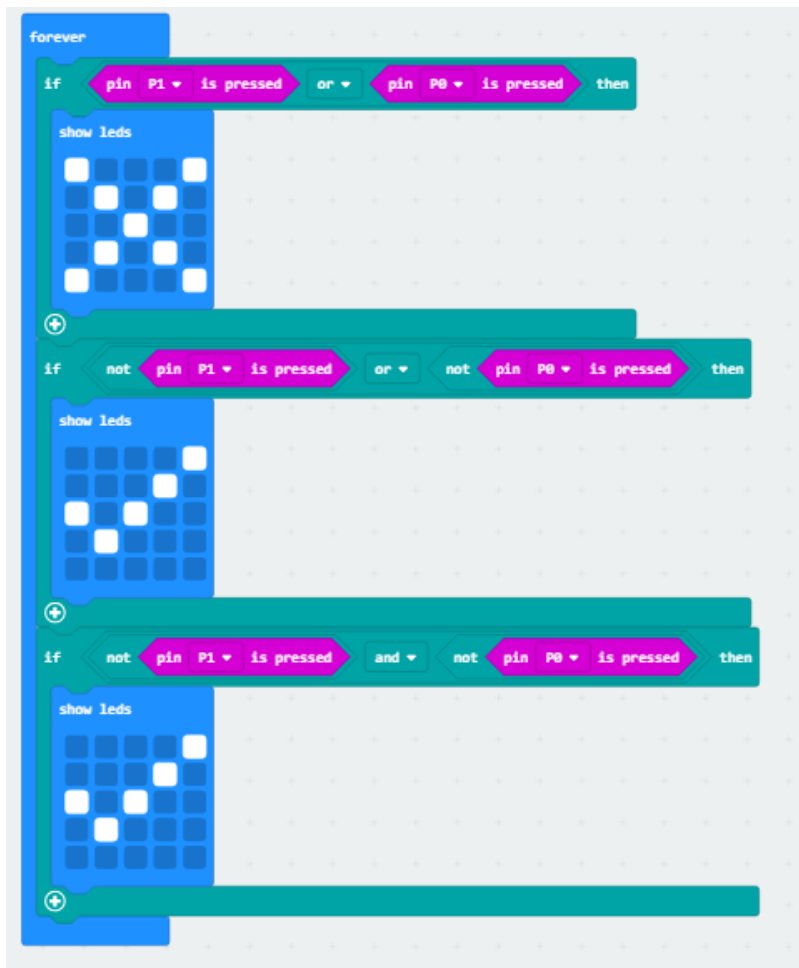 forever
if pin P1 is pressed or pin P0 is pressed then
show leds
if not pin P1 is pressed or not pin P0 is pressed then
show leds
if not pin P1 is pressed and not pin P0 is pressed then
show leds